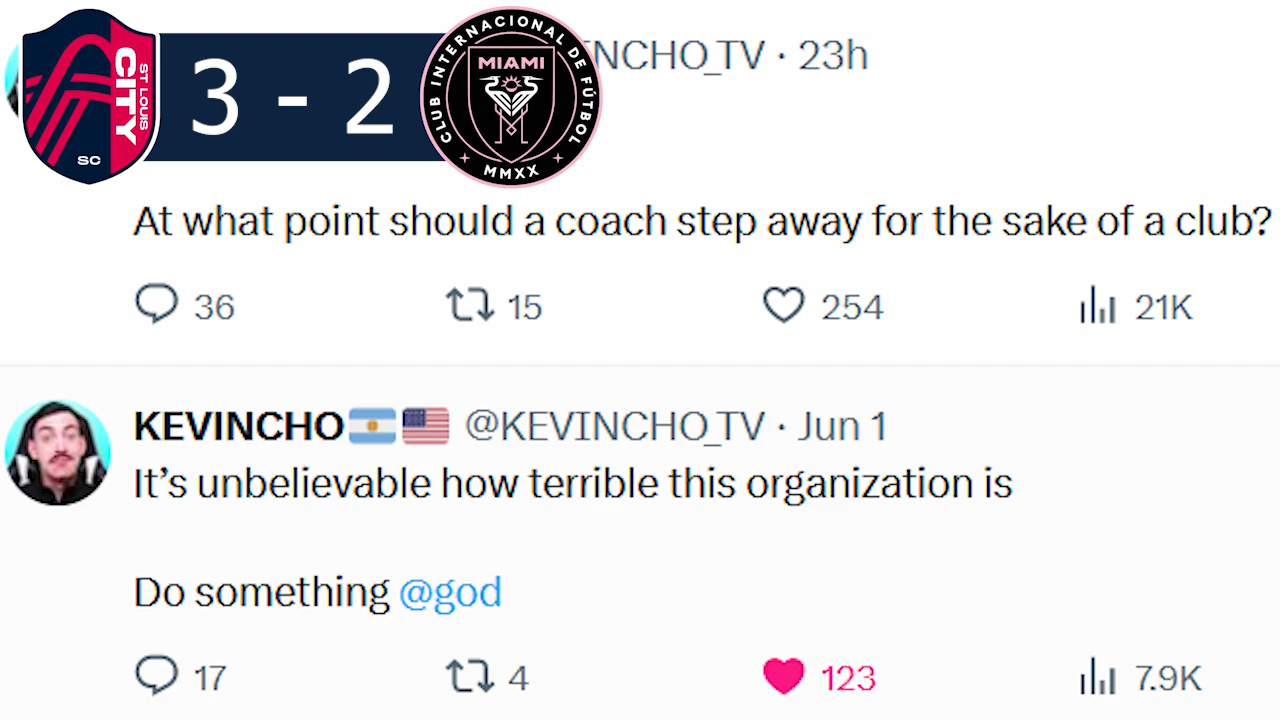 ST LOUIS
CITY
SC
3 - 2
CLUB INTERNACIONAL DE FÚTBOL
MIAMI
MMXX
NCHO_TV · 23h
At what point should a coach step away for the sake of a club?
36 15 254 21K
KEVINCHO🇦🇷🇺🇸 @KEVINCHO_TV · Jun 1
It’s unbelievable how terrible this organization is
Do something @god
17 4 123 7.9K